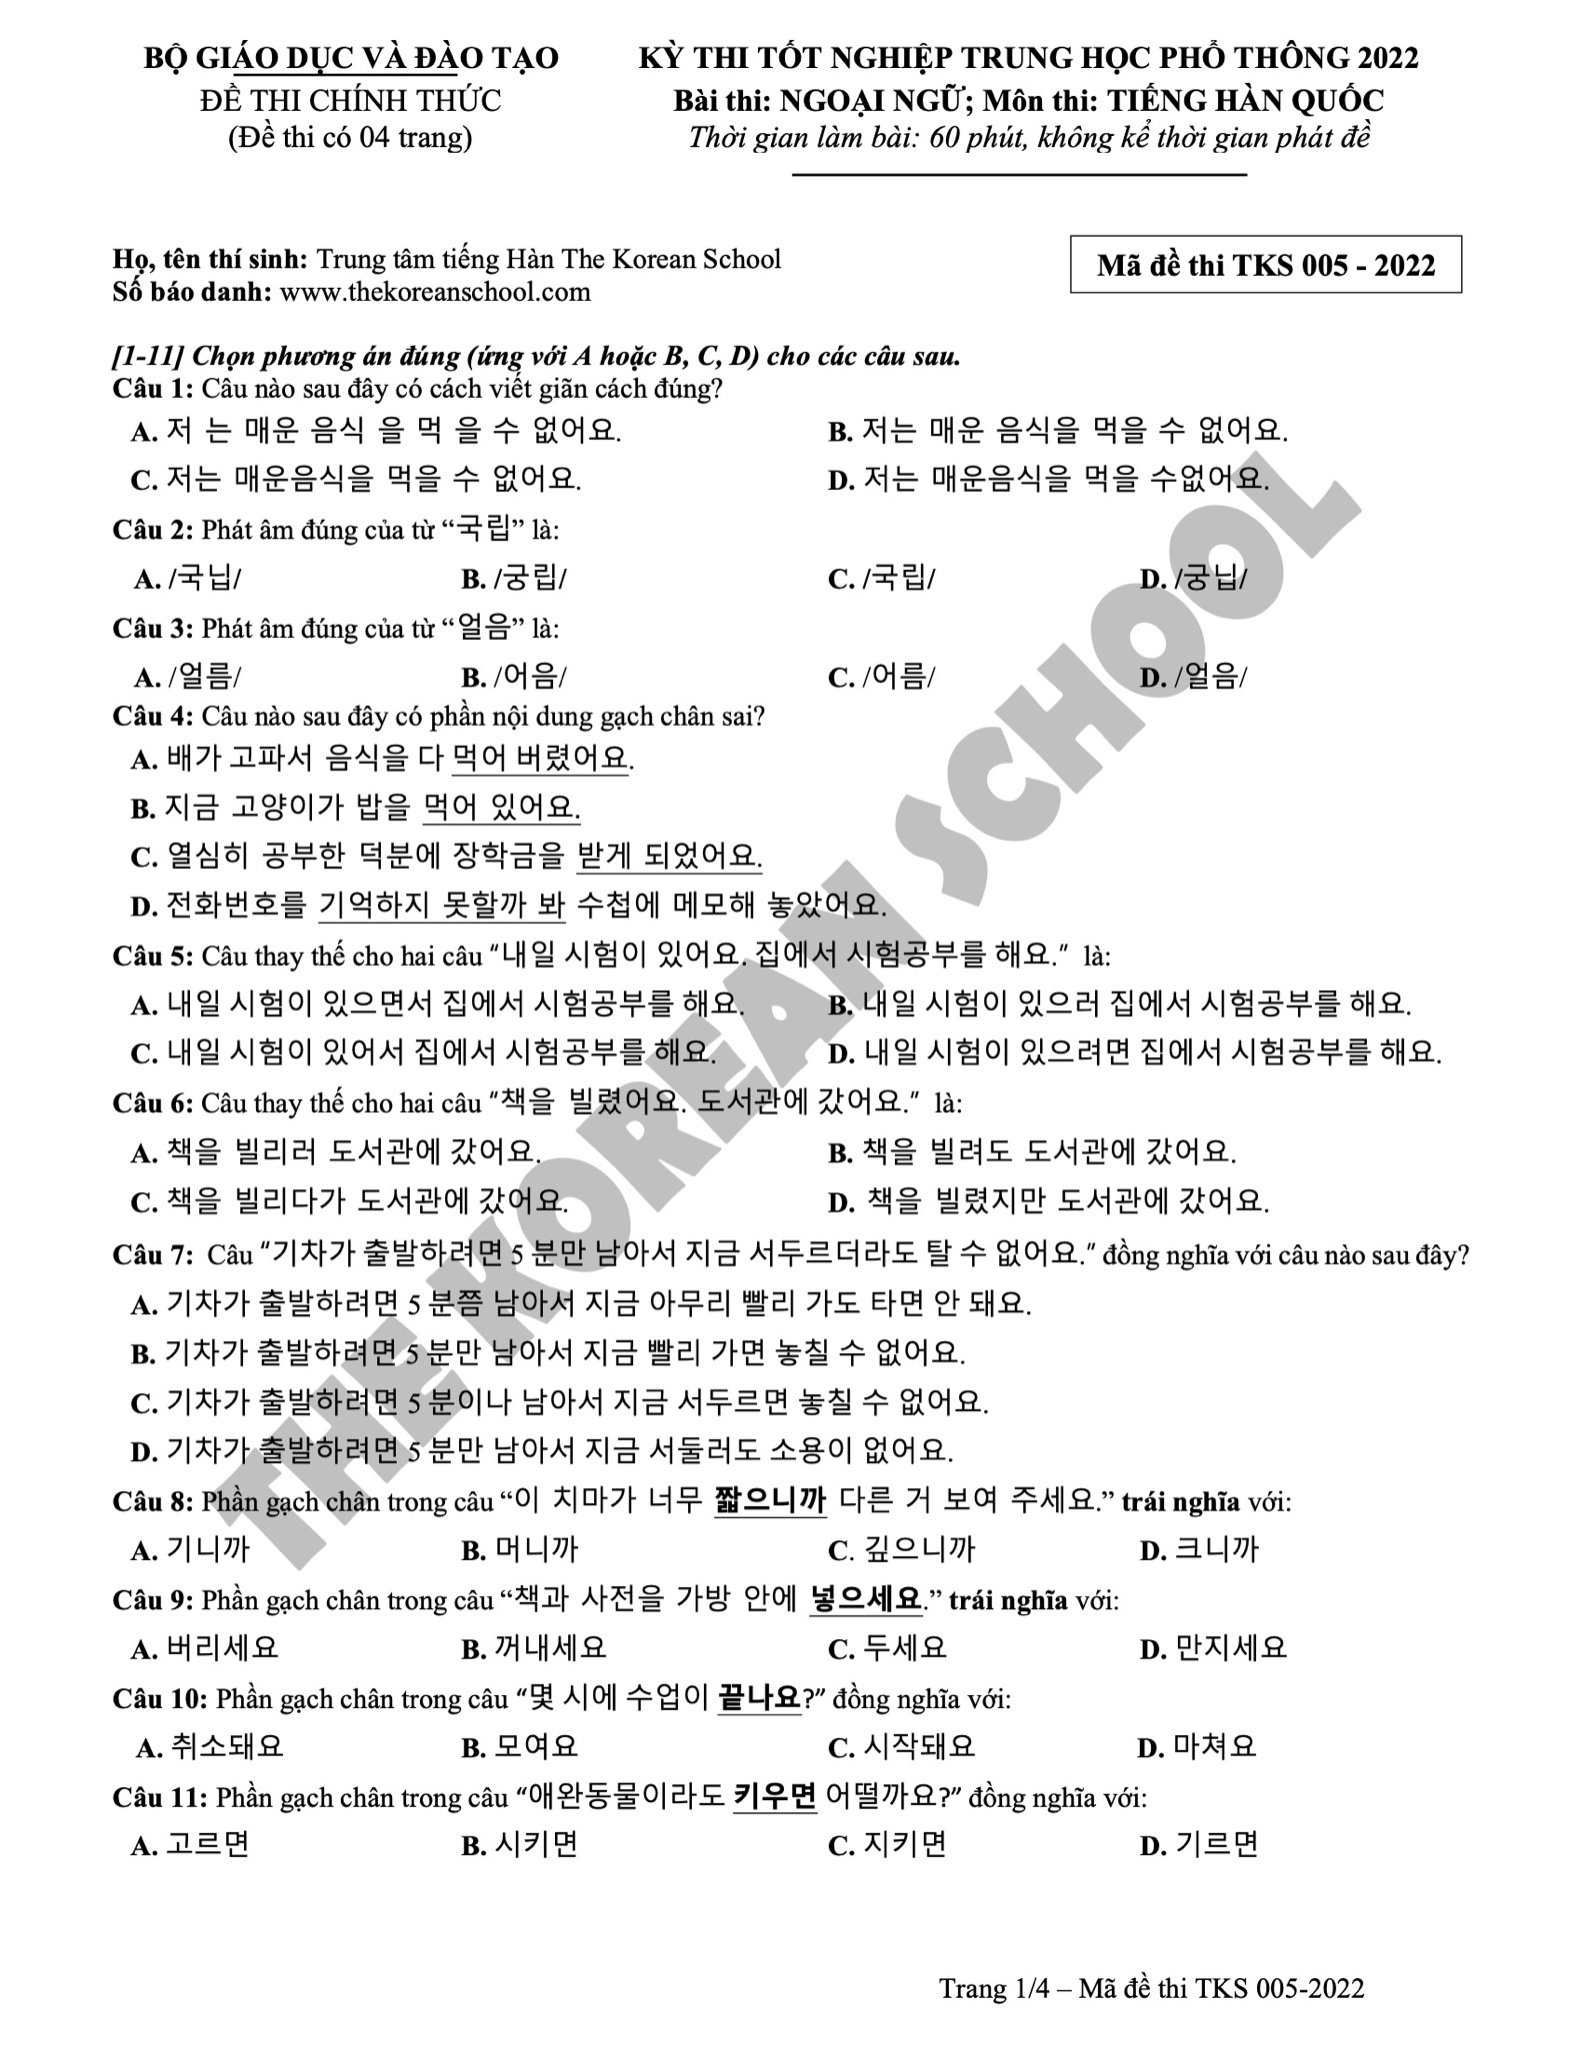 BỘ GIÁO DỤC VÀ ĐÀO TẠO
ĐỀ THI CHÍNH THỨC
(Đề thi có 04 trang)
KỲ THI TỐT NGHIỆP TRUNG HỌC PHỔ THÔNG 2022
Bài thi: NGOẠI NGỮ; Môn thi: TIẾNG HÀN QUỐC
Thời gian làm bài: 60 phút, không kể thời gian phát đề
Họ, tên thí sinh: Trung tâm tiếng Hàn The Korean School
Số báo danh: www.thekoreanschool.com
Mã đề thi TKS 005 - 2022
[1-11] Chọn phương án đúng (ứng với A hoặc B, C, D) cho các câu sau.
Câu 1: Câu nào sau đây có cách viết giãn cách đúng?
A. 저 는 매운 음식 을 먹 을 수 없어요. B. 저는 매운 음식을 먹을 수 없어요.
C. 저는 매운음식을 먹을 수 없어요. D. 저는 매운음식을 먹을 수없어요.
Câu 2: Phát âm đúng của từ “국립” là:
A. /국닙/ B. /궁립/ C. /국립/ D. /궁닙/
Câu 3: Phát âm đúng của từ “얼음” là:
A. /얼름/ B. /어음/ C. /어름/ D. /얼음/
Câu 4: Câu nào sau đây có phần nội dung gạch chân sai?
A. 배가 고파서 음식을 다 먹어 버렸어요.
B. 지금 고양이가 밥을 먹어 있어요.
C. 열심히 공부한 덕분에 장학금을 받게 되었어요.
D. 전화번호를 기억하지 못할까 봐 수첩에 메모해 놓았어요.
Câu 5: Câu thay thế cho hai câu “내일 시험이 있어요. 집에서 시험공부를 해요.” là:
A. 내일 시험이 있으면서 집에서 시험공부를 해요. B. 내일 시험이 있으러 집에서 시험공부를 해요.
C. 내일 시험이 있어서 집에서 시험공부를 해요. D. 내일 시험이 있으려면 집에서 시험공부를 해요.
Câu 6: Câu thay thế cho hai câu “책을 빌렸어요. 도서관에 갔어요.” là:
A. 책을 빌리러 도서관에 갔어요. B. 책을 빌려도 도서관에 갔어요.
C. 책을 빌리다가 도서관에 갔어요. D. 책을 빌렸지만 도서관에 갔어요.
Câu 7: Câu “기차가 출발하려면 5 분만 남아서 지금 서두르더라도 탈 수 없어요.” đồng nghĩa với câu nào sau đây?
A. 기차가 출발하려면 5 분쯤 남아서 지금 아무리 빨리 가도 타면 안 돼요.
B. 기차가 출발하려면 5 분만 남아서 지금 빨리 가면 놓칠 수 없어요.
C. 기차가 출발하려면 5 분이나 남아서 지금 서두르면 놓칠 수 없어요.
D. 기차가 출발하려면 5 분만 남아서 지금 서둘러도 소용이 없어요.
Câu 8: Phần gạch chân trong câu “이 치마가 너무 짧으니까 다른 거 보여 주세요.” trái nghĩa với:
A. 기니까 B. 머니까 C. 깊으니까 D. 크니까
Câu 9: Phần gạch chân trong câu “책과 사전을 가방 안에 넣으세요.” trái nghĩa với:
A. 버리세요 B. 꺼내세요 C. 두세요 D. 만지세요
Câu 10: Phần gạch chân trong câu “몇 시에 수업이 끝나요?” đồng nghĩa với:
A. 취소돼요 B. 모여요 C. 시작돼요 D. 마쳐요
Câu 11: Phần gạch chân trong câu “애완동물이라도 키우면 어떨까요?” đồng nghĩa với:
A. 고르면 B. 시키면 C. 지키면 D. 기르면
THE KOREAN SCHOOL
Trang 1/4 – Mã đề thi TKS 005-2022